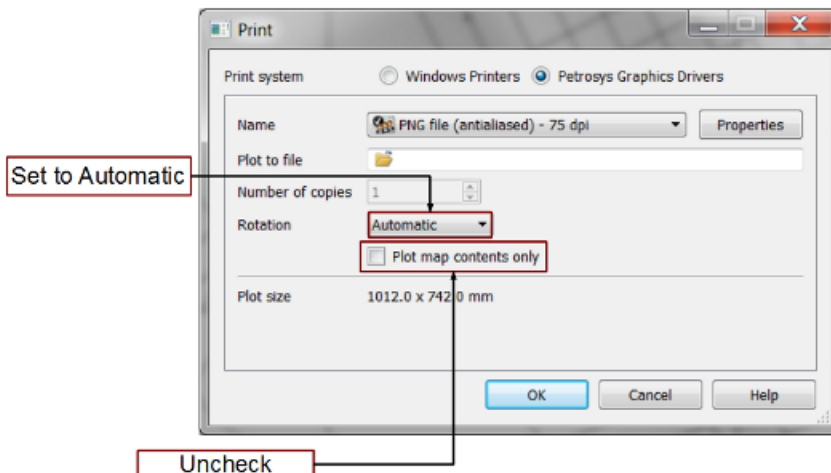 Print
Print system Windows Printers Petrosys Graphics Drivers
Name PNG file (antialiased) - 75 dpi Properties
Plot to file
Set to Automatic
Number of copies 1
Rotation Automatic
Plot map contents only
Plot size 1012.0 x 742.0 mm
OK Cancel Help
Uncheck